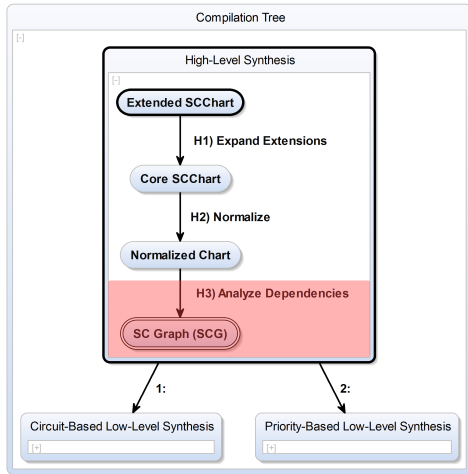 Compilation Tree
[-]
High-Level Synthesis
[-]
Extended SCChart
H1) Expand Extensions
Core SCChart
H2) Normalize
Normalized Chart
H3) Analyze Dependencies
SC Graph (SCG)
1:
2:
Circuit-Based Low-Level Synthesis
[+]
Priority-Based Low-Level Synthesis
[+]